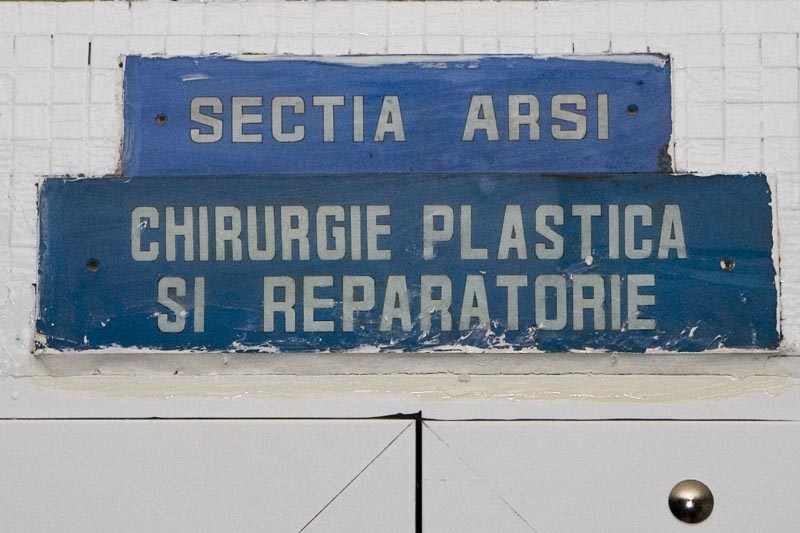 SECTIA ARSI
CHIRURGIE PLASTICA
SI REPARATORIE